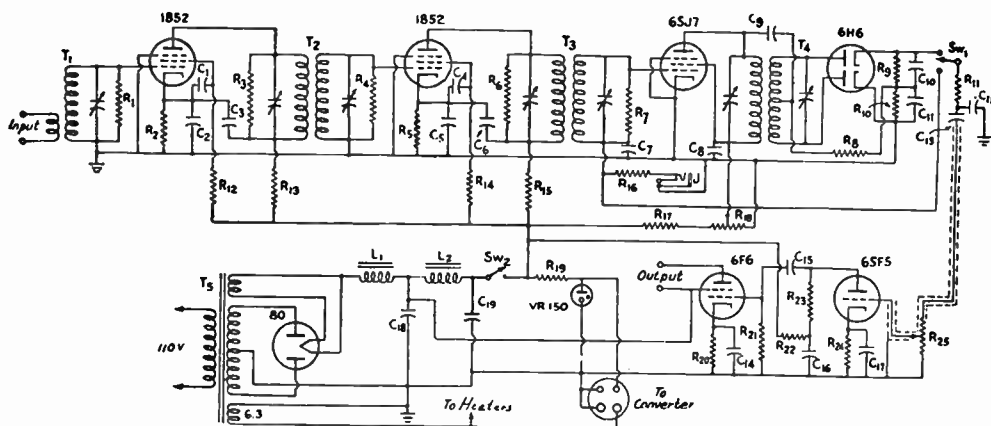 1852
1852
6SJ7
C9
6H6
T1
T2
T3
T4
Sw1
C1
C4
R1
R3
R4
R6
R9
C10
R11
Input
R2
C2
C3
R5
C5
C6
R7
C7
C8
R10
C11
R8
C13
R12
R13
R14
R15
R16
J
R17
R18
T5
L1
L2
Sw2
R19
6F6
C15
6SF5
Output
80
VR150
C18
C19
R23
110V
R20
R21
C14
R22
C16
R24
C17
R25
6.3
To Heaters
To
Converter